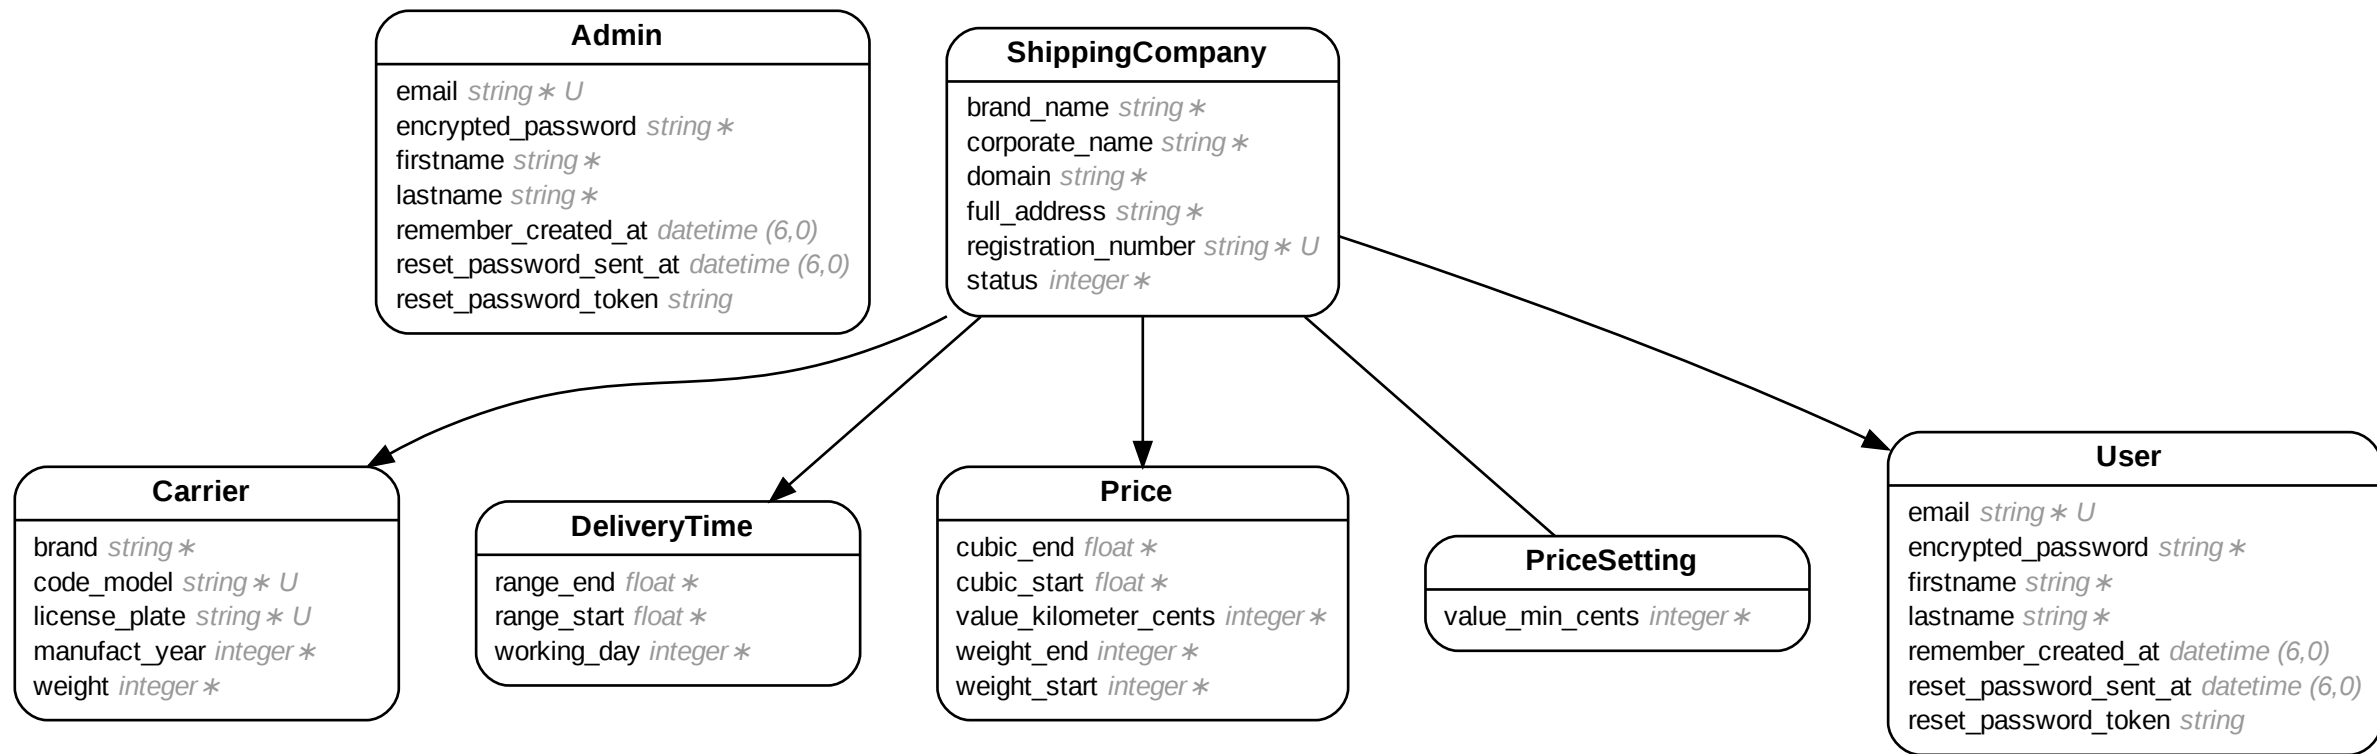 Admin
email string ∗ U
encrypted_password string ∗
firstname string ∗
lastname string ∗
remember_created_at datetime (6,0)
reset_password_sent_at datetime (6,0)
reset_password_token string
ShippingCompany
brand_name string ∗
corporate_name string ∗
domain string ∗
full_address string ∗
registration_number string ∗ U
status integer ∗
Carrier
brand string ∗
code_model string ∗ U
license_plate string ∗ U
manufact_year integer ∗
weight integer ∗
DeliveryTime
range_end float ∗
range_start float ∗
working_day integer ∗
Price
cubic_end float ∗
cubic_start float ∗
value_kilometer_cents integer ∗
weight_end integer ∗
weight_start integer ∗
PriceSetting
value_min_cents integer ∗
User
email string ∗ U
encrypted_password string ∗
firstname string ∗
lastname string ∗
remember_created_at datetime (6,0)
reset_password_sent_at datetime (6,0)
reset_password_token string